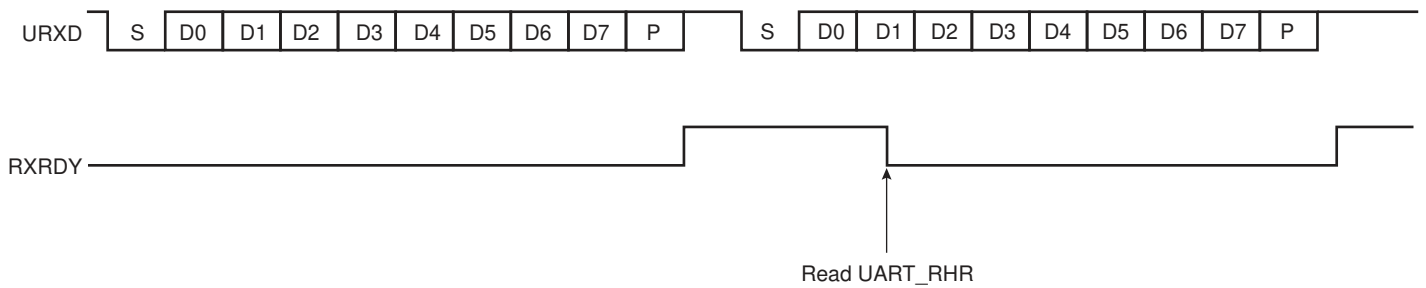 URXD S D0 D1 D2 D3 D4 D5 D6 D7 P S D0 D1 D2 D3 D4 D5 D6 D7 P
RXRDY
Read UART_RHR